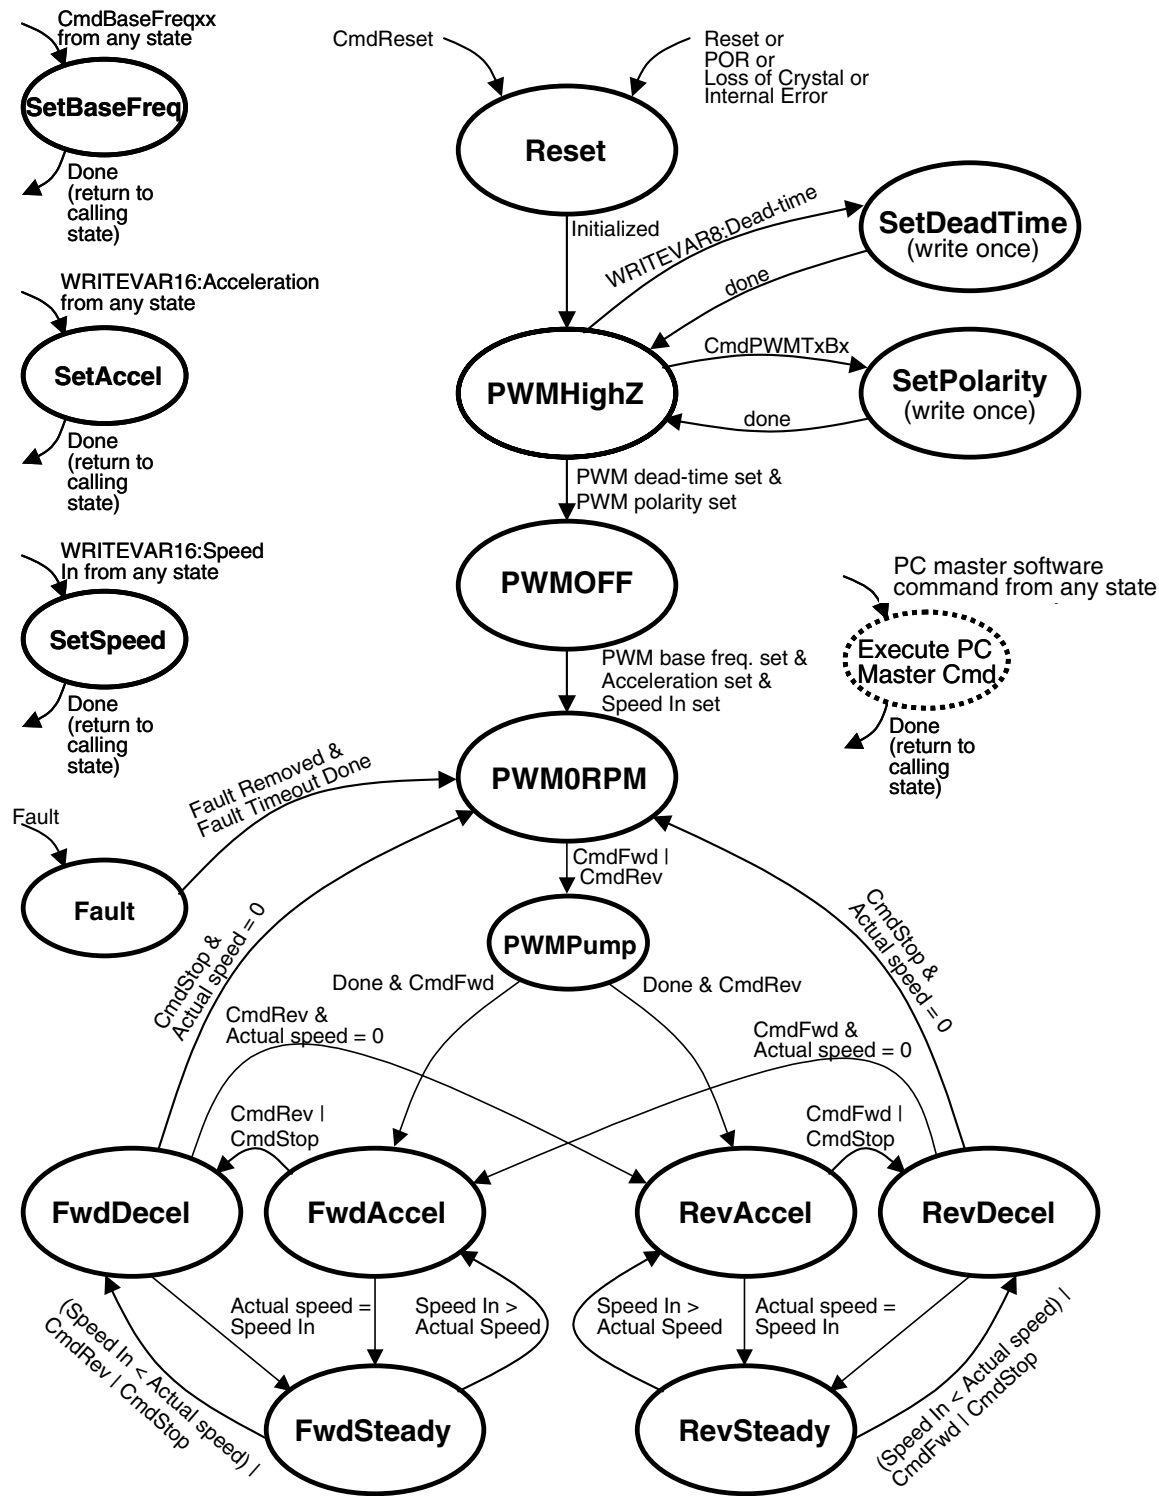 CmdBaseFreqxx
from any state
SetBaseFreq
Done
(return to
calling
state)
CmdReset
Reset or
POR or
Loss of Crystal or
Internal Error
Reset
Initialized
WRITEVAR8:Dead-time
done
SetDeadTime
(write once)
WRITEVAR16:Acceleration
from any state
SetAccel
Done
(return to
calling
state)
PWMHighZ
CmdPWMTxBx
done
SetPolarity
(write once)
PWM dead-time set &
PWM polarity set
WRITEVAR16:Speed
In from any state
SetSpeed
Done
(return to
calling
state)
PWMOFF
PC master software
command from any state
Execute PC
Master Cmd
Done
(return to
calling
state)
PWM base freq. set &
Acceleration set &
Speed In set
PWM0RPM
Fault Removed &
Fault Timeout Done
Fault
Fault
CmdFwd |
CmdRev
PWMPump
CmdStop &
Actual speed = 0
Done & CmdFwd
Done & CmdRev
CmdStop &
Actual speed = 0
CmdRev &
Actual speed = 0
CmdFwd &
Actual speed = 0
CmdRev |
CmdStop
CmdFwd |
CmdStop
FwdDecel
FwdAccel
RevAccel
RevDecel
(Speed In < Actual speed) |
CmdRev | CmdStop
Actual speed =
Speed In
Speed In >
Actual Speed
Speed In >
Actual Speed
Actual speed =
Speed In
(Speed In < Actual speed) |
CmdFwd | CmdStop
FwdSteady
RevSteady